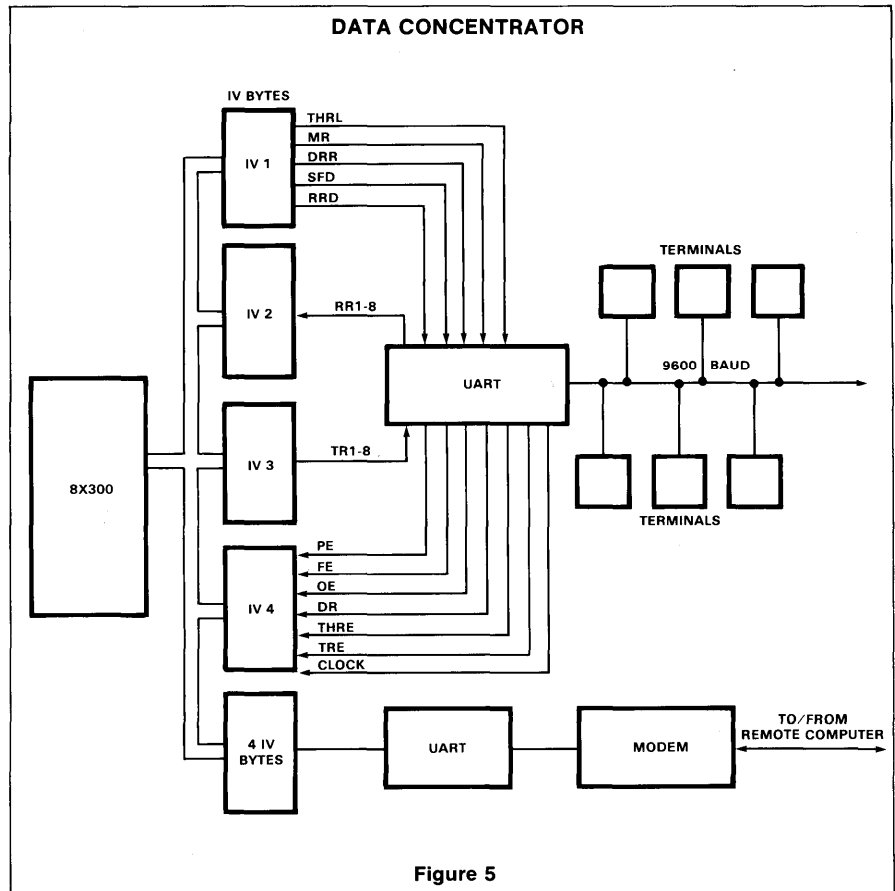 DATA CONCENTRATOR
IV BYTES
IV 1
THRL
MR
DRR
SFD
RRD
IV 2
RR1-8
UART
TERMINALS
9600 BAUD
TERMINALS
8X300
IV 3
TR1-8
IV 4
PE
FE
OE
DR
THRE
TRE
CLOCK
4 IV
BYTES
UART
MODEM
TO/FROM
REMOTE COMPUTER
Figure 5